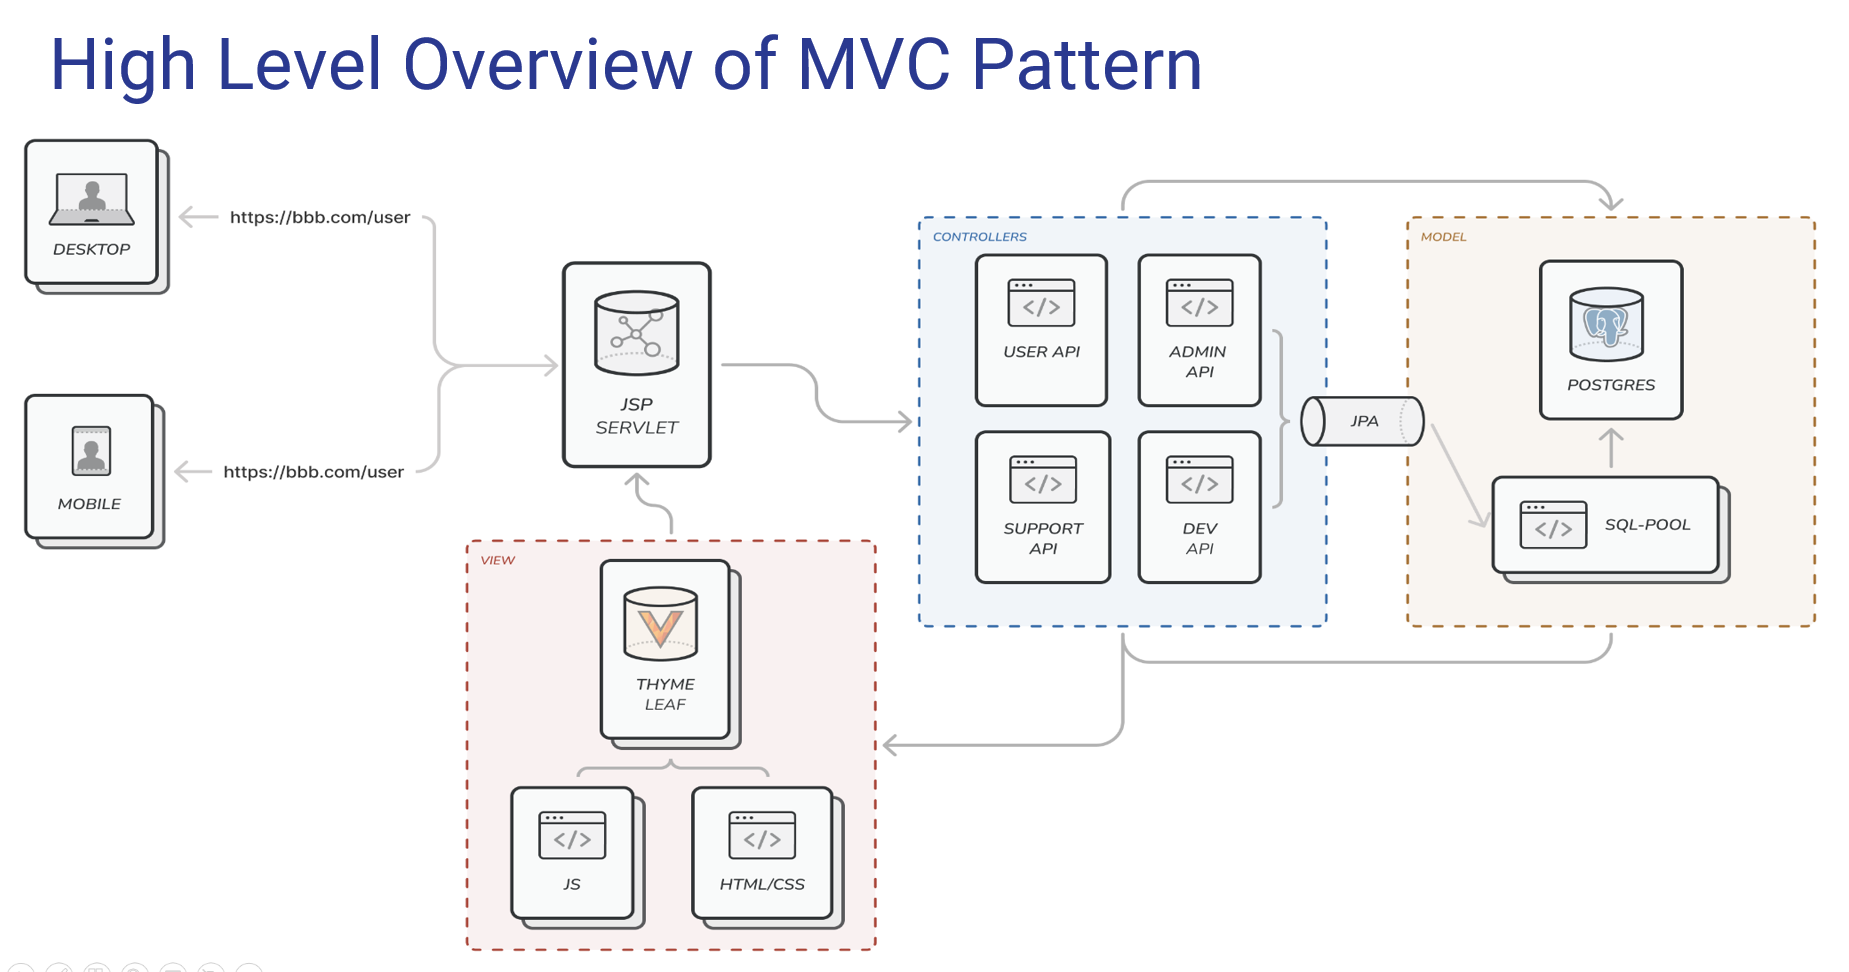 High Level Overview of MVC Pattern
DESKTOP
https://bbb.com/user
MOBILE
https://bbb.com/user
JSP
SERVLET
VIEW
THYME
LEAF
JS
HTML/CSS
CONTROLLERS
USER API
ADMIN
API
SUPPORT
API
DEV
API
JPA
MODEL
POSTGRES
SQL-POOL